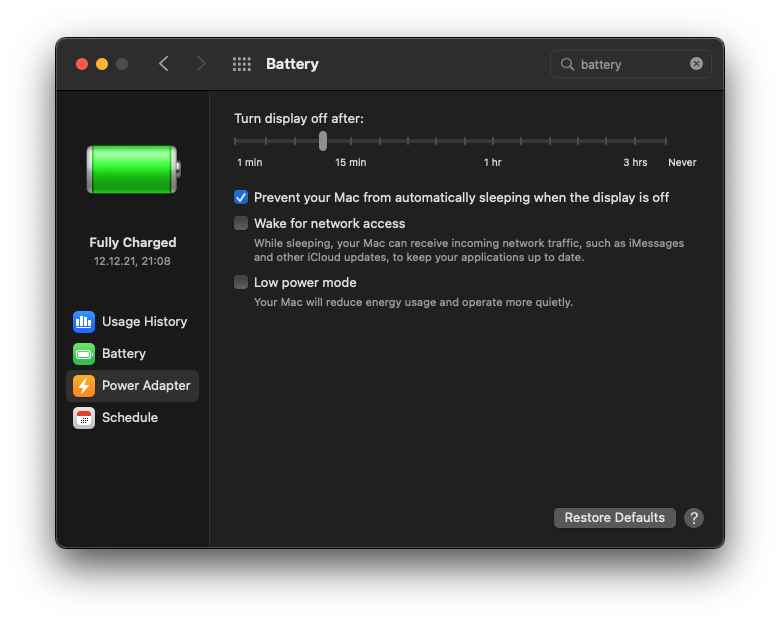 Battery
battery
Turn display off after:
1 min 15 min 1 hr 3 hrs Never
Prevent your Mac from automatically sleeping when the display is off
Wake for network access
While sleeping, your Mac can receive incoming network traffic, such as iMessages
and other iCloud updates, to keep your applications up to date.
Low power mode
Your Mac will reduce energy usage and operate more quietly.
Fully Charged
12.12.21, 21:08
Usage History
Battery
Power Adapter
Schedule
Restore Defaults ?